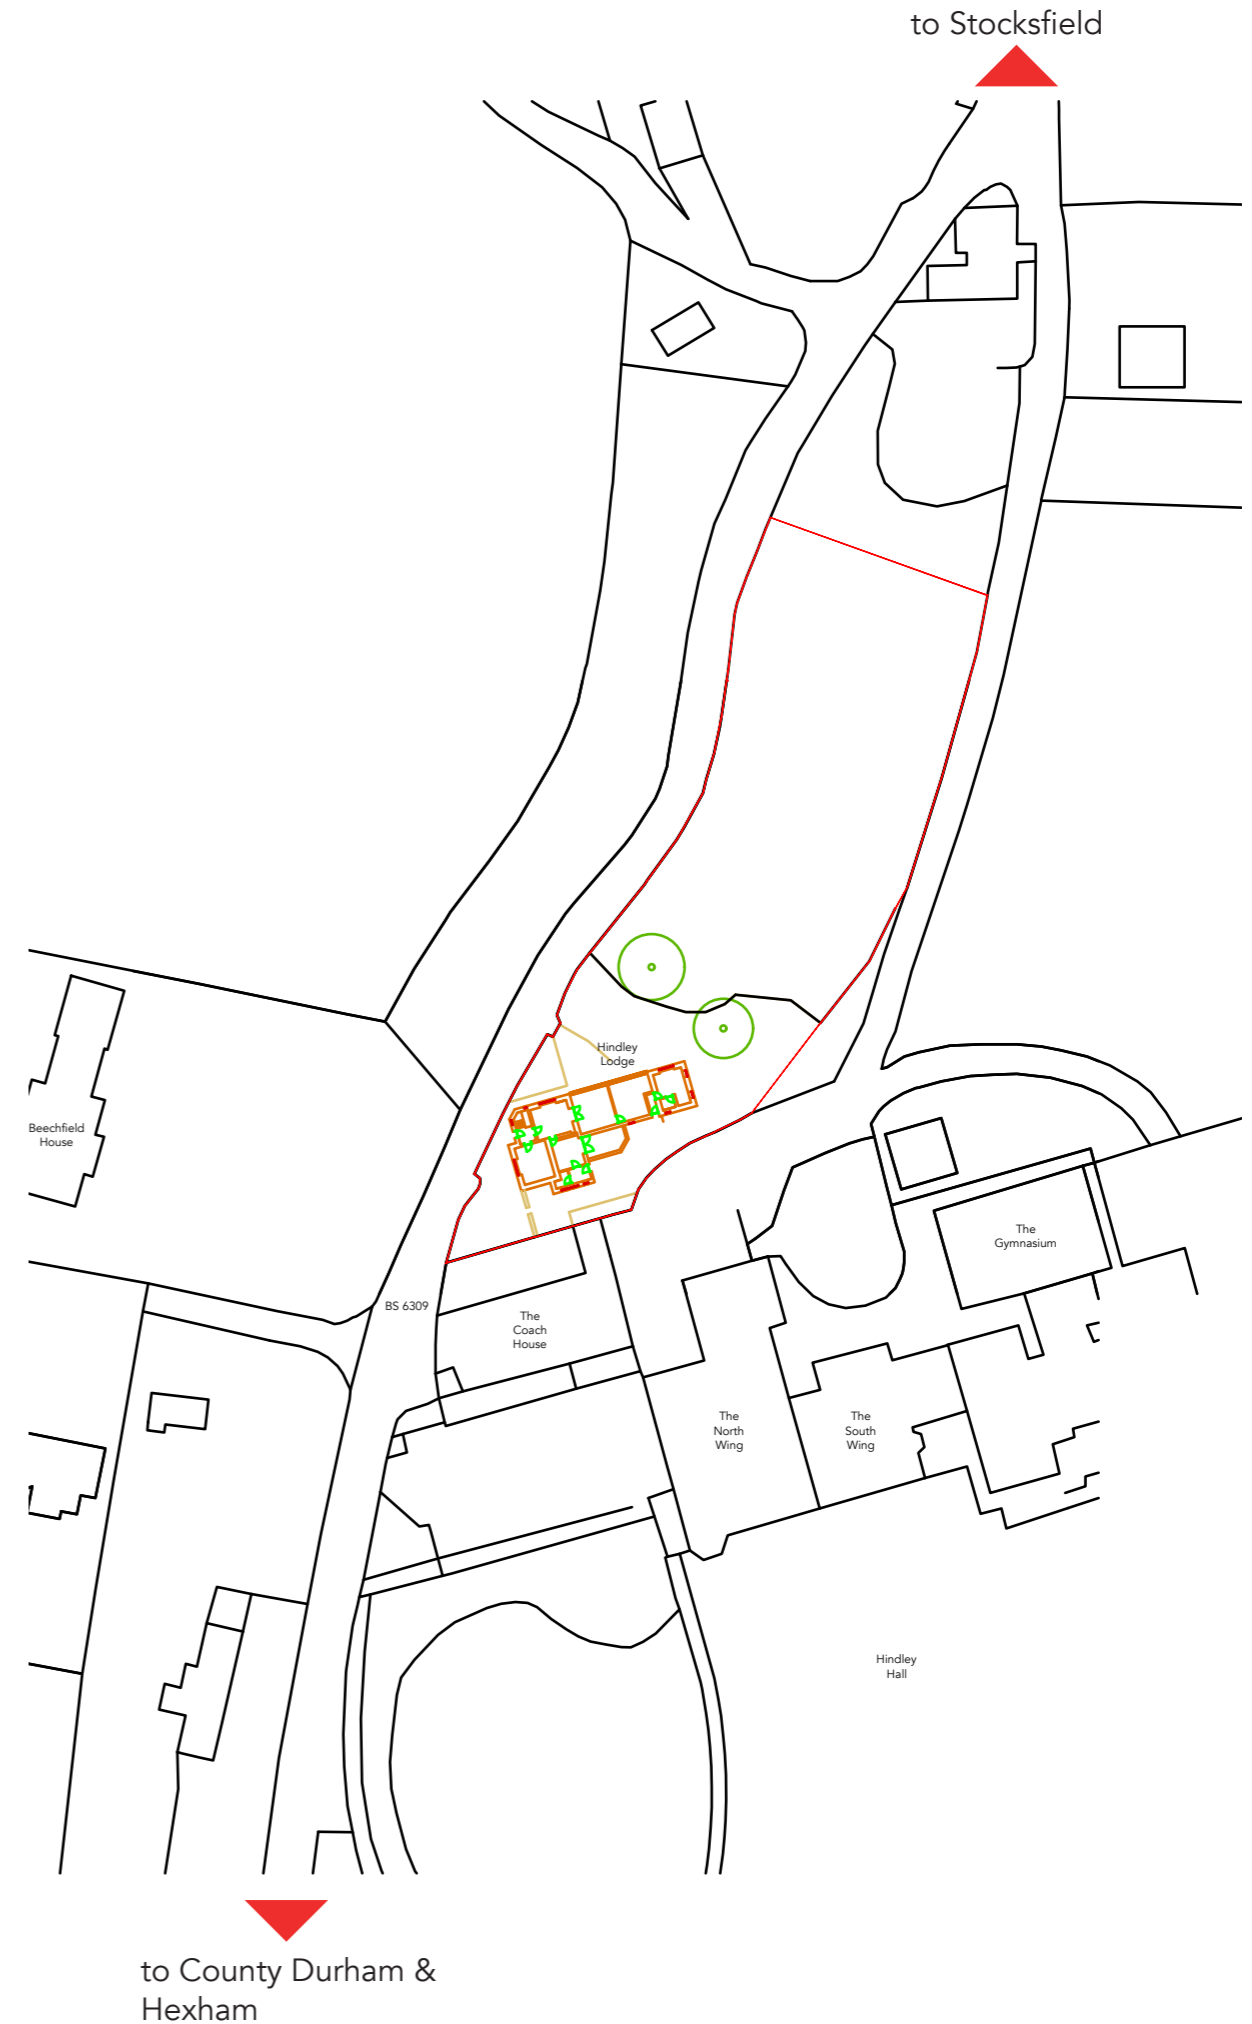 to Stocksfield
Hindley
Lodge
Beechfield
House
The
Gymnasium
BS 6309
The
Coach
House
The
North
Wing
The
South
Wing
Hindley
Hall
to County Durham &
Hexham